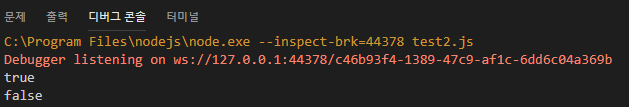 문제 출력 디버그 콘솔 터미널
C:\Program Files\nodejs\node.exe --inspect-brk=44378 test2.js
Debugger listening on ws://127.0.0.1:44378/c46b93f4-1389-47c9-af1c-6dd6c04a369b
true
false